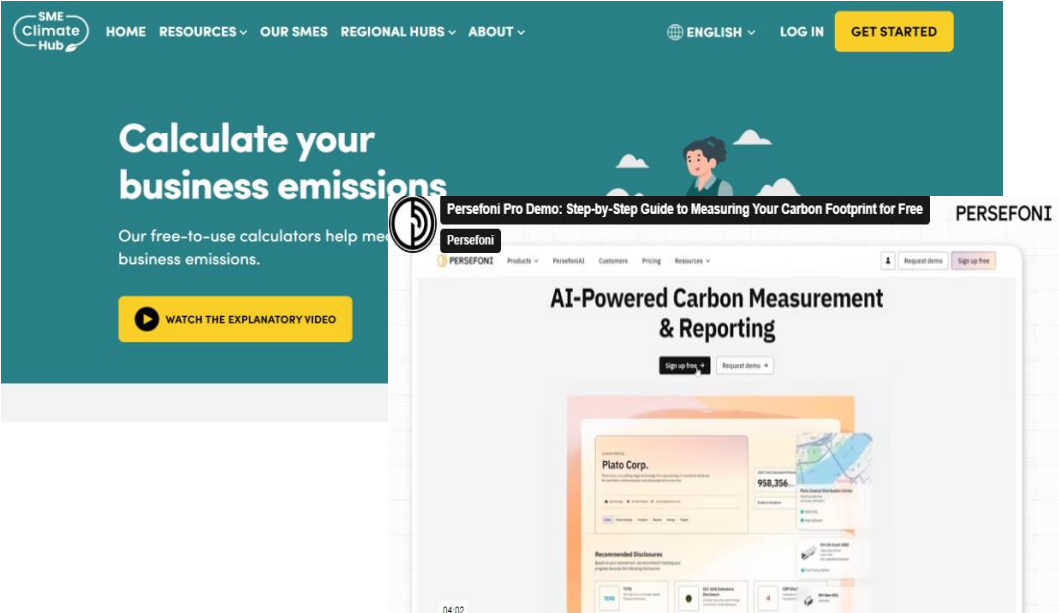 SME
Climate
Hub
HOME RESOURCES OUR SMES REGIONAL HUBS ABOUT ENGLISH LOG IN GET STARTED
Calculate your
business emissions
Our free-to-use calculators help
business emissions.
WATCH THE EXPLANATORY VIDEO
Persefoni Pro Demo: Step-by-Step Guide to Measuring Your Carbon Footprint for Free
PERSEFONI
Persefoni
PERSEFONI Products PersefoniAI Customers Pricing Resources Request demo Sign up free
AI-Powered Carbon Measurement
& Reporting
Sign up free → Request demo →
Plato Corp.
958,356
Recommended Disclosures
04:02